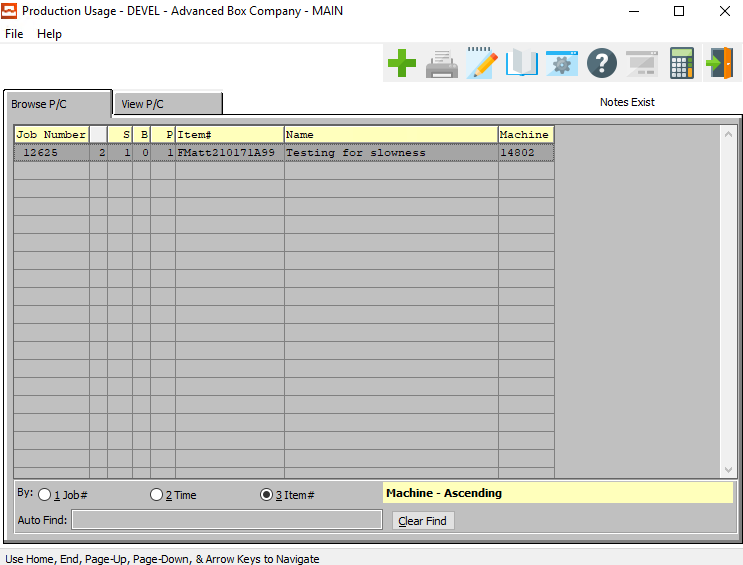 Production Usage - DEVEL - Advanced Box Company - MAIN
File Help
Browse P/C View P/C Notes Exist
Job Number S B P Item# Name Machine
12625 2 1 0 1 FMatt210171A99 Testing for slowness 14802
By: 1 Job# 2 Time 3 Item# Machine - Ascending
Auto Find: Clear Find
Use Home, End, Page-Up, Page-Down, & Arrow Keys to Navigate